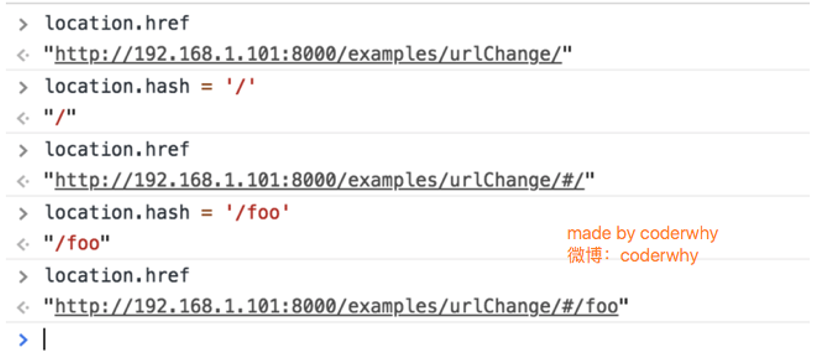 > location.href
<· "http://192.168.1.101:8000/examples/urlChange/"
> location.hash = '/'
<· "/"
> location.href
<· "http://192.168.1.101:8000/examples/urlChange/#/"
> location.hash = '/foo'
<· "/foo"
made by coderwhy
微博：coderwhy
> location.href
<· "http://192.168.1.101:8000/examples/urlChange/#/foo"
>